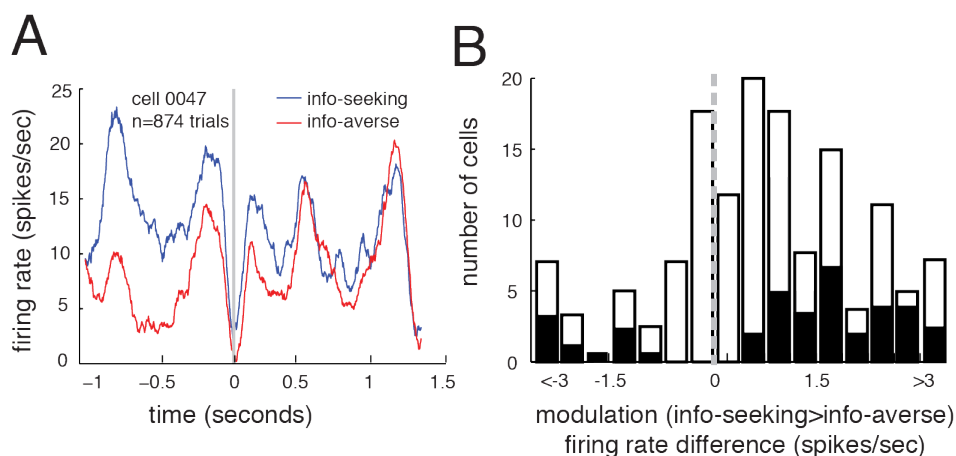 A
25
20
15
10
5
0
firing rate (spikes/sec)
cell 0047
n=874 trials
info-seeking
info-averse
−1
−0.5
0
0.5
1
1.5
time (seconds)
B
20
15
10
5
0
number of cells
<-3
-1.5
0
1.5
>3
modulation (info-seeking>info-averse)
firing rate difference (spikes/sec)